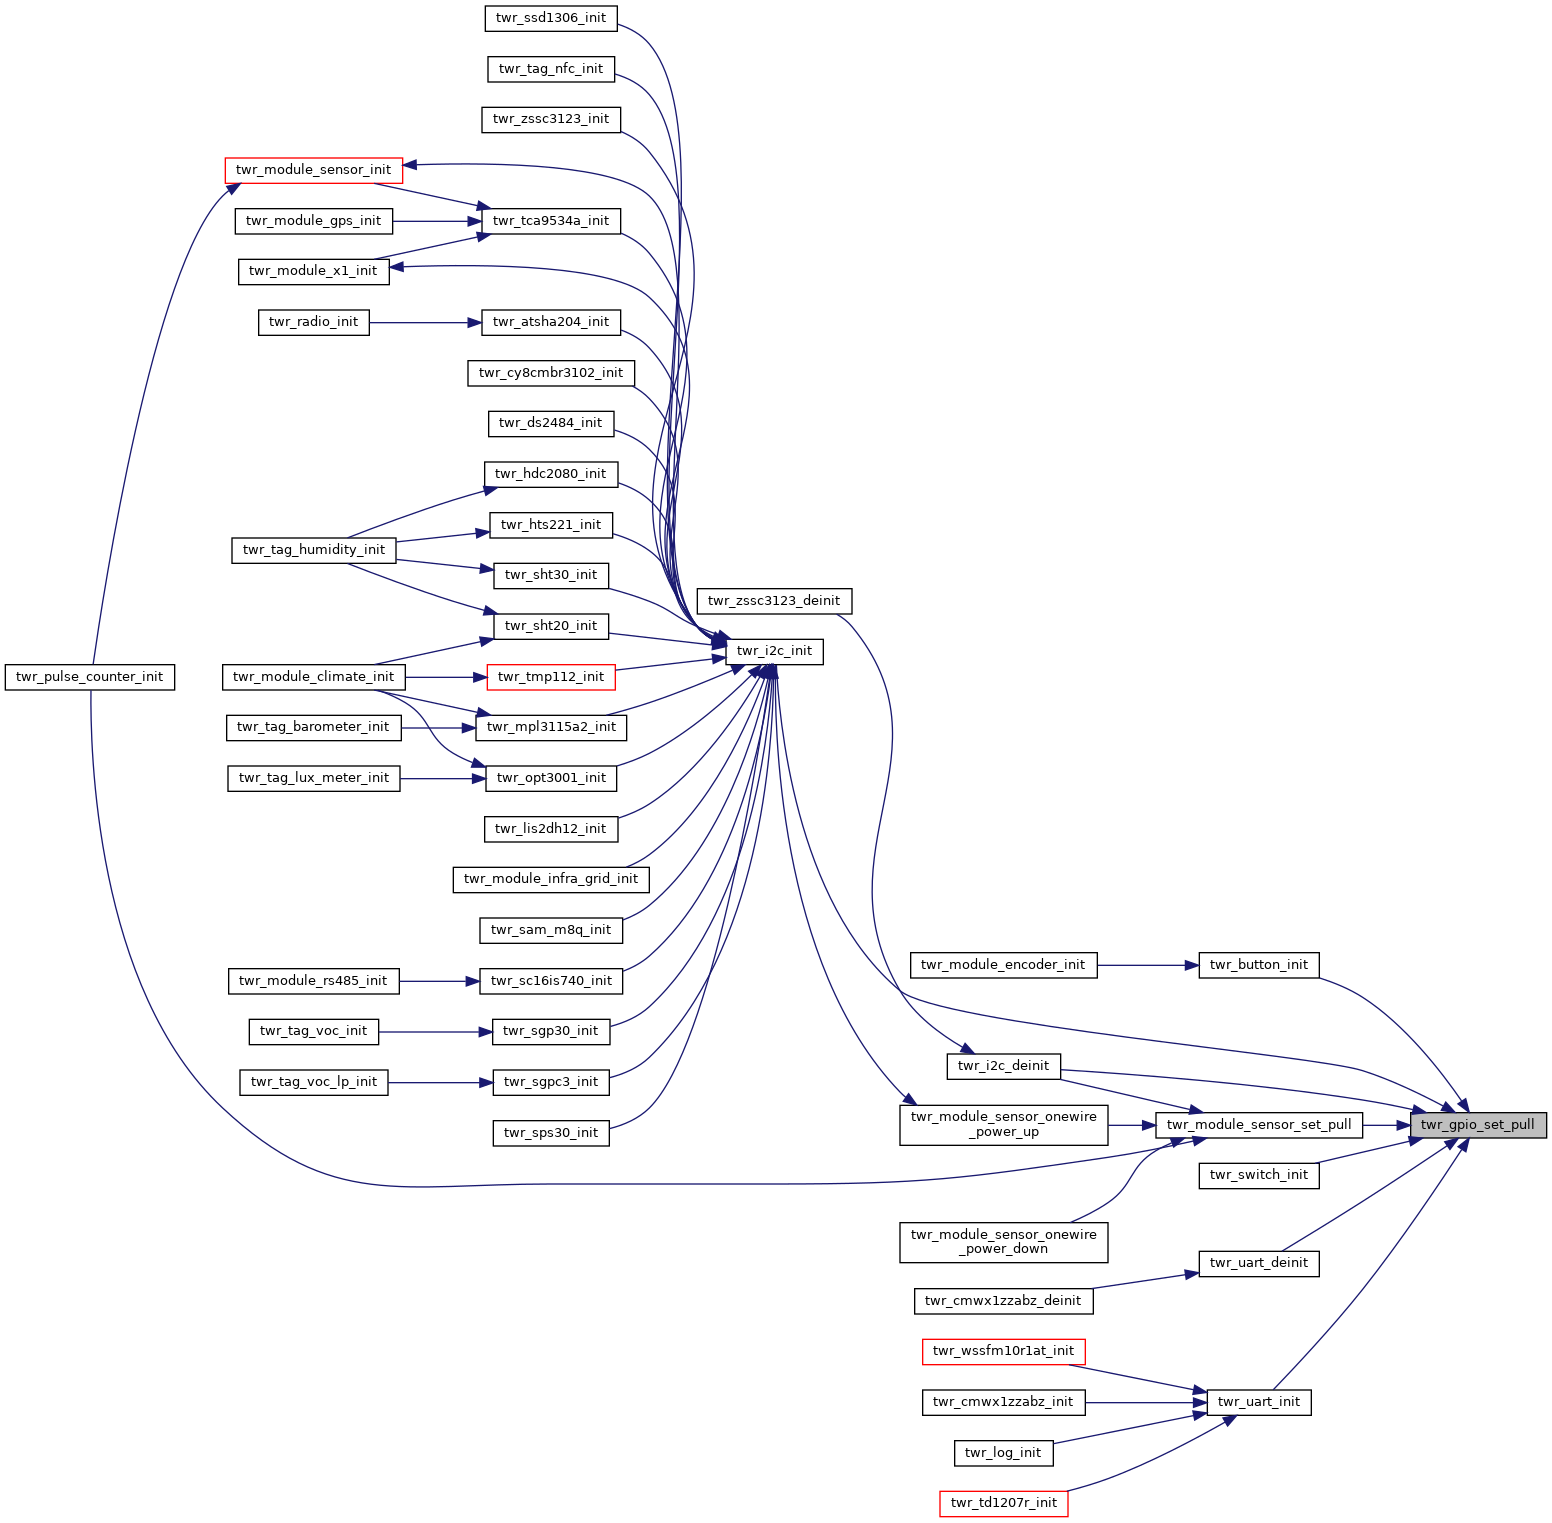 twr_ssd1306_init
twr_tag_nfc_init
twr_zssc3123_init
twr_module_sensor_init
twr_module_gps_init
twr_tca9534a_init
twr_module_x1_init
twr_radio_init
twr_atsha204_init
twr_cy8cmbr3102_init
twr_ds2484_init
twr_hdc2080_init
twr_hts221_init
twr_tag_humidity_init
twr_sht30_init
twr_zssc3123_deinit
twr_sht20_init
twr_i2c_init
twr_pulse_counter_init
twr_module_climate_init
twr_tmp112_init
twr_tag_barometer_init
twr_mpl3115a2_init
twr_tag_lux_meter_init
twr_opt3001_init
twr_lis2dh12_init
twr_module_infra_grid_init
twr_sam_m8q_init
twr_module_encoder_init
twr_button_init
twr_module_rs485_init
twr_sc16is740_init
twr_tag_voc_init
twr_sgp30_init
twr_i2c_deinit
twr_tag_voc_lp_init
twr_sgpc3_init
twr_module_sensor_onewire
_power_up
twr_module_sensor_set_pull
twr_gpio_set_pull
twr_sps30_init
twr_switch_init
twr_module_sensor_onewire
_power_down
twr_uart_deinit
twr_cmwx1zzabz_deinit
twr_wssfm10r1at_init
twr_cmwx1zzabz_init
twr_uart_init
twr_log_init
twr_td1207r_init